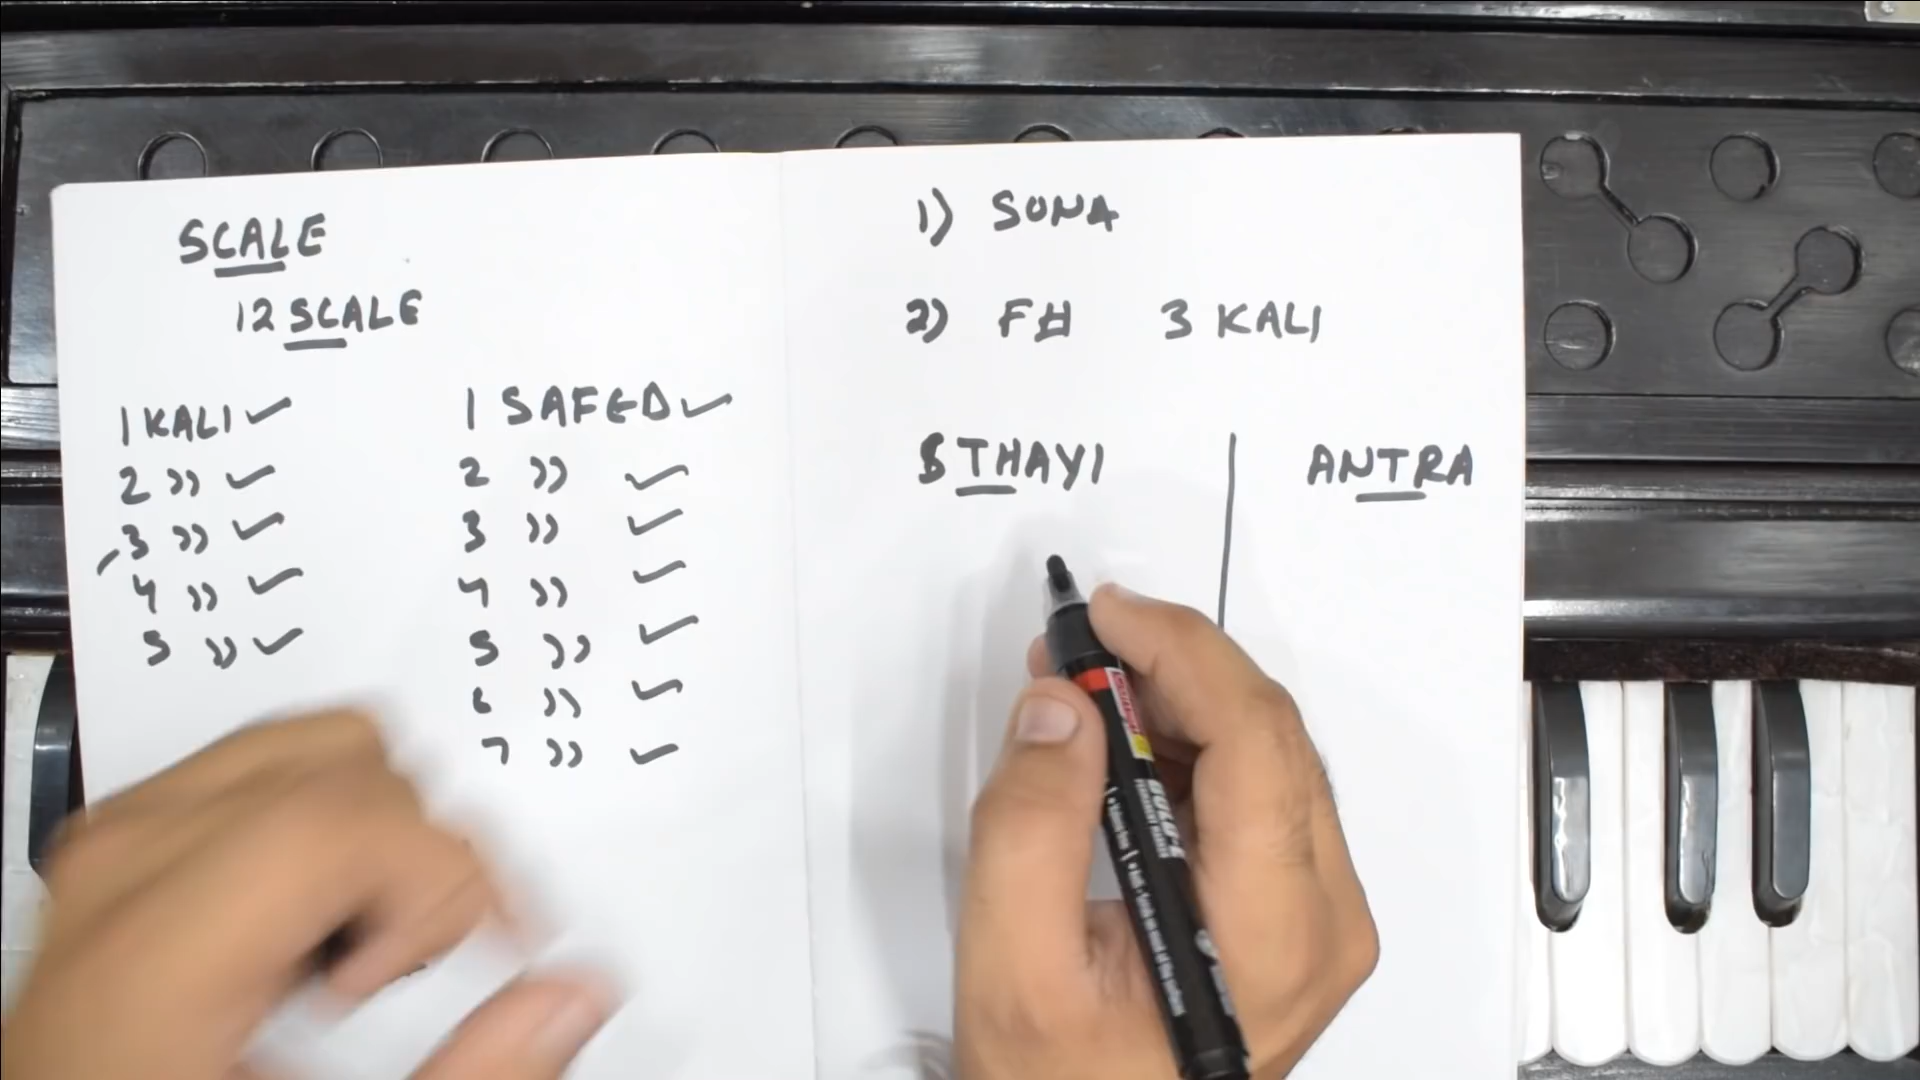 SCALE
12 SCALE
1 KALI ✓
2 )) ✓
3 )) ✓
4 )) ✓
5 )) ✓
1 SAFED ✓
2 )) ✓
3 )) ✓
4 )) ✓
5 )) ✓
6 )) ✓
7 )) ✓
1) SONA
2) F# 3 KALI
STHAYI
ANTRA